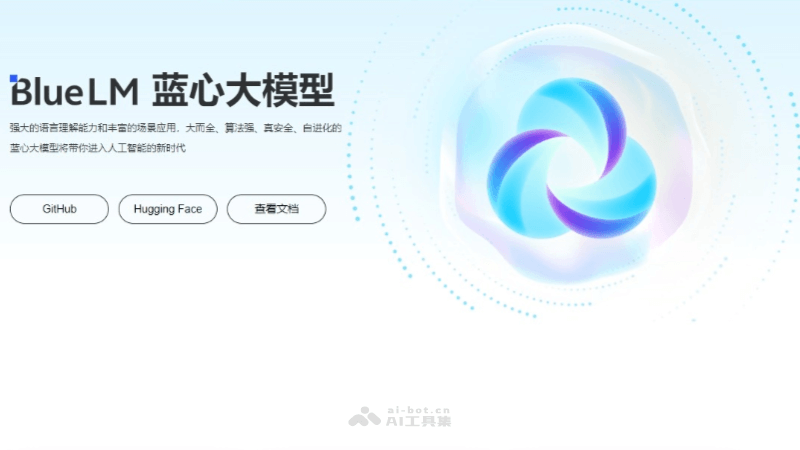 BlueLM 蓝心大模型
强大的语言理解能力和丰富的场景应用，大而全、算法强、真安全、自进化的
蓝心大模型将带你进入人工智能的新时代
GitHub
Hugging Face
查看文档
ai-bot.cn
AI工具集